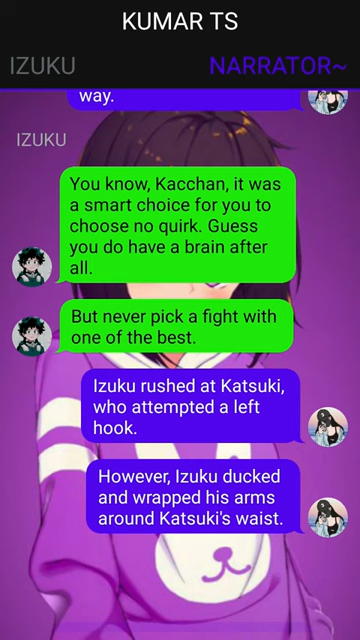 KUMAR TS
IZUKU
NARRATOR~
way.
IZUKU
You know, Kacchan, it was
a smart choice for you to
choose no quirk. Guess
you do have a brain after
all.
But never pick a fight with
one of the best.
Izuku rushed at Katsuki,
who attempted a left
hook.
However, Izuku ducked
and wrapped his arms
around Katsuki's waist.